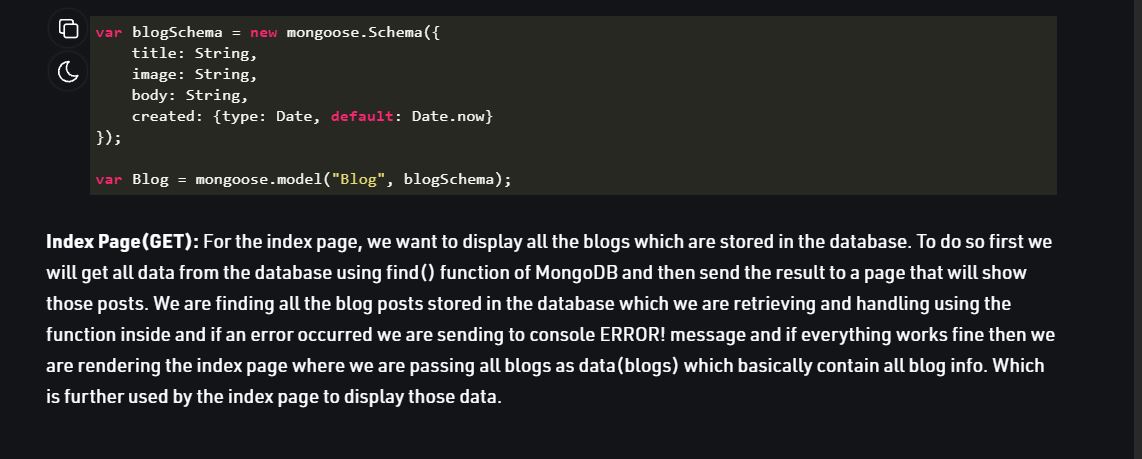 var blogSchema = new mongoose.Schema({
    title: String,
    image: String,
    body: String,
    created: {type: Date, default: Date.now}
});
var Blog = mongoose.model("Blog", blogSchema);
Index Page(GET): For the index page, we want to display all the blogs which are stored in the database. To do so first we
will get all data from the database using find() function of MongoDB and then send the result to a page that will show
those posts. We are finding all the blog posts stored in the database which we are retrieving and handling using the
function inside and if an error occurred we are sending to console ERROR! message and if everything works fine then we
are rendering the index page where we are passing all blogs as data(blogs) which basically contain all blog info. Which
is further used by the index page to display those data.